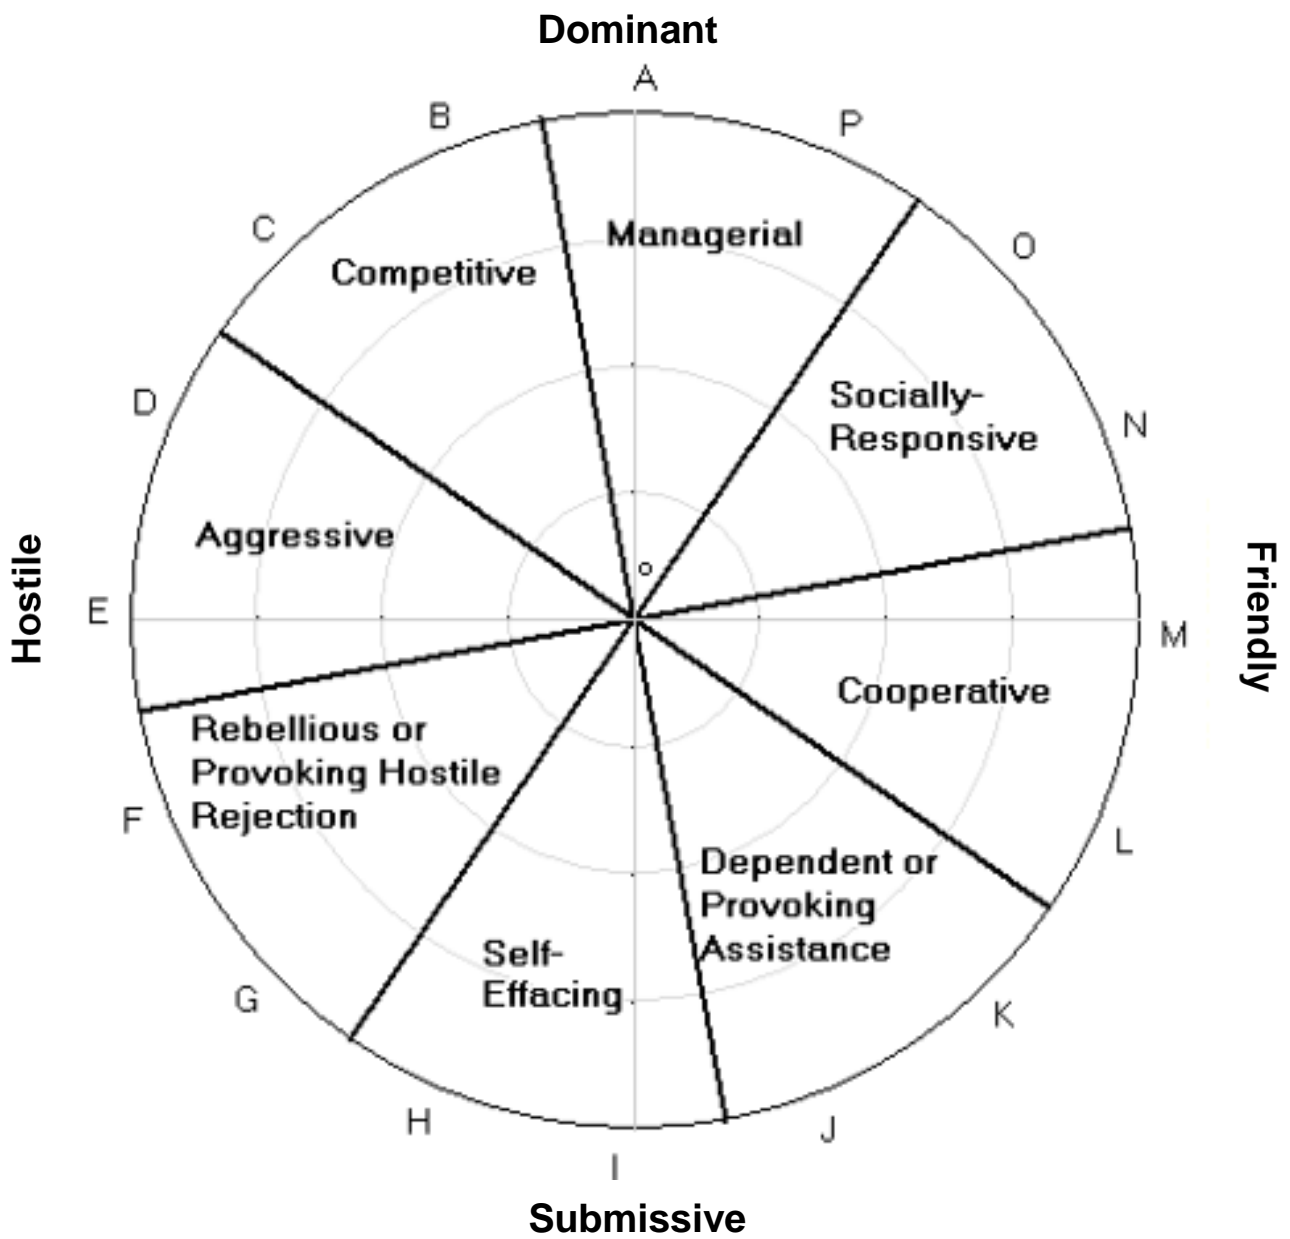 Dominant
A
B
P
C
O
Managerial
Competitive
D
Socially-
Responsive
N
Aggressive
Hostile
Friendly
E
M
Cooperative
Rebellious or
Provoking Hostile
Rejection
F
L
Dependent or
Provoking
Assistance
Self-
Effacing
G
K
H
J
I
Submissive